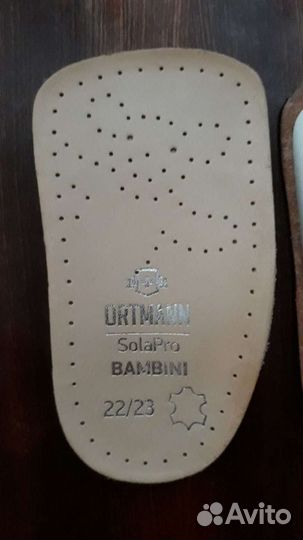 ORTMANN
SolaPro
BAMBINI
22/23
Avito